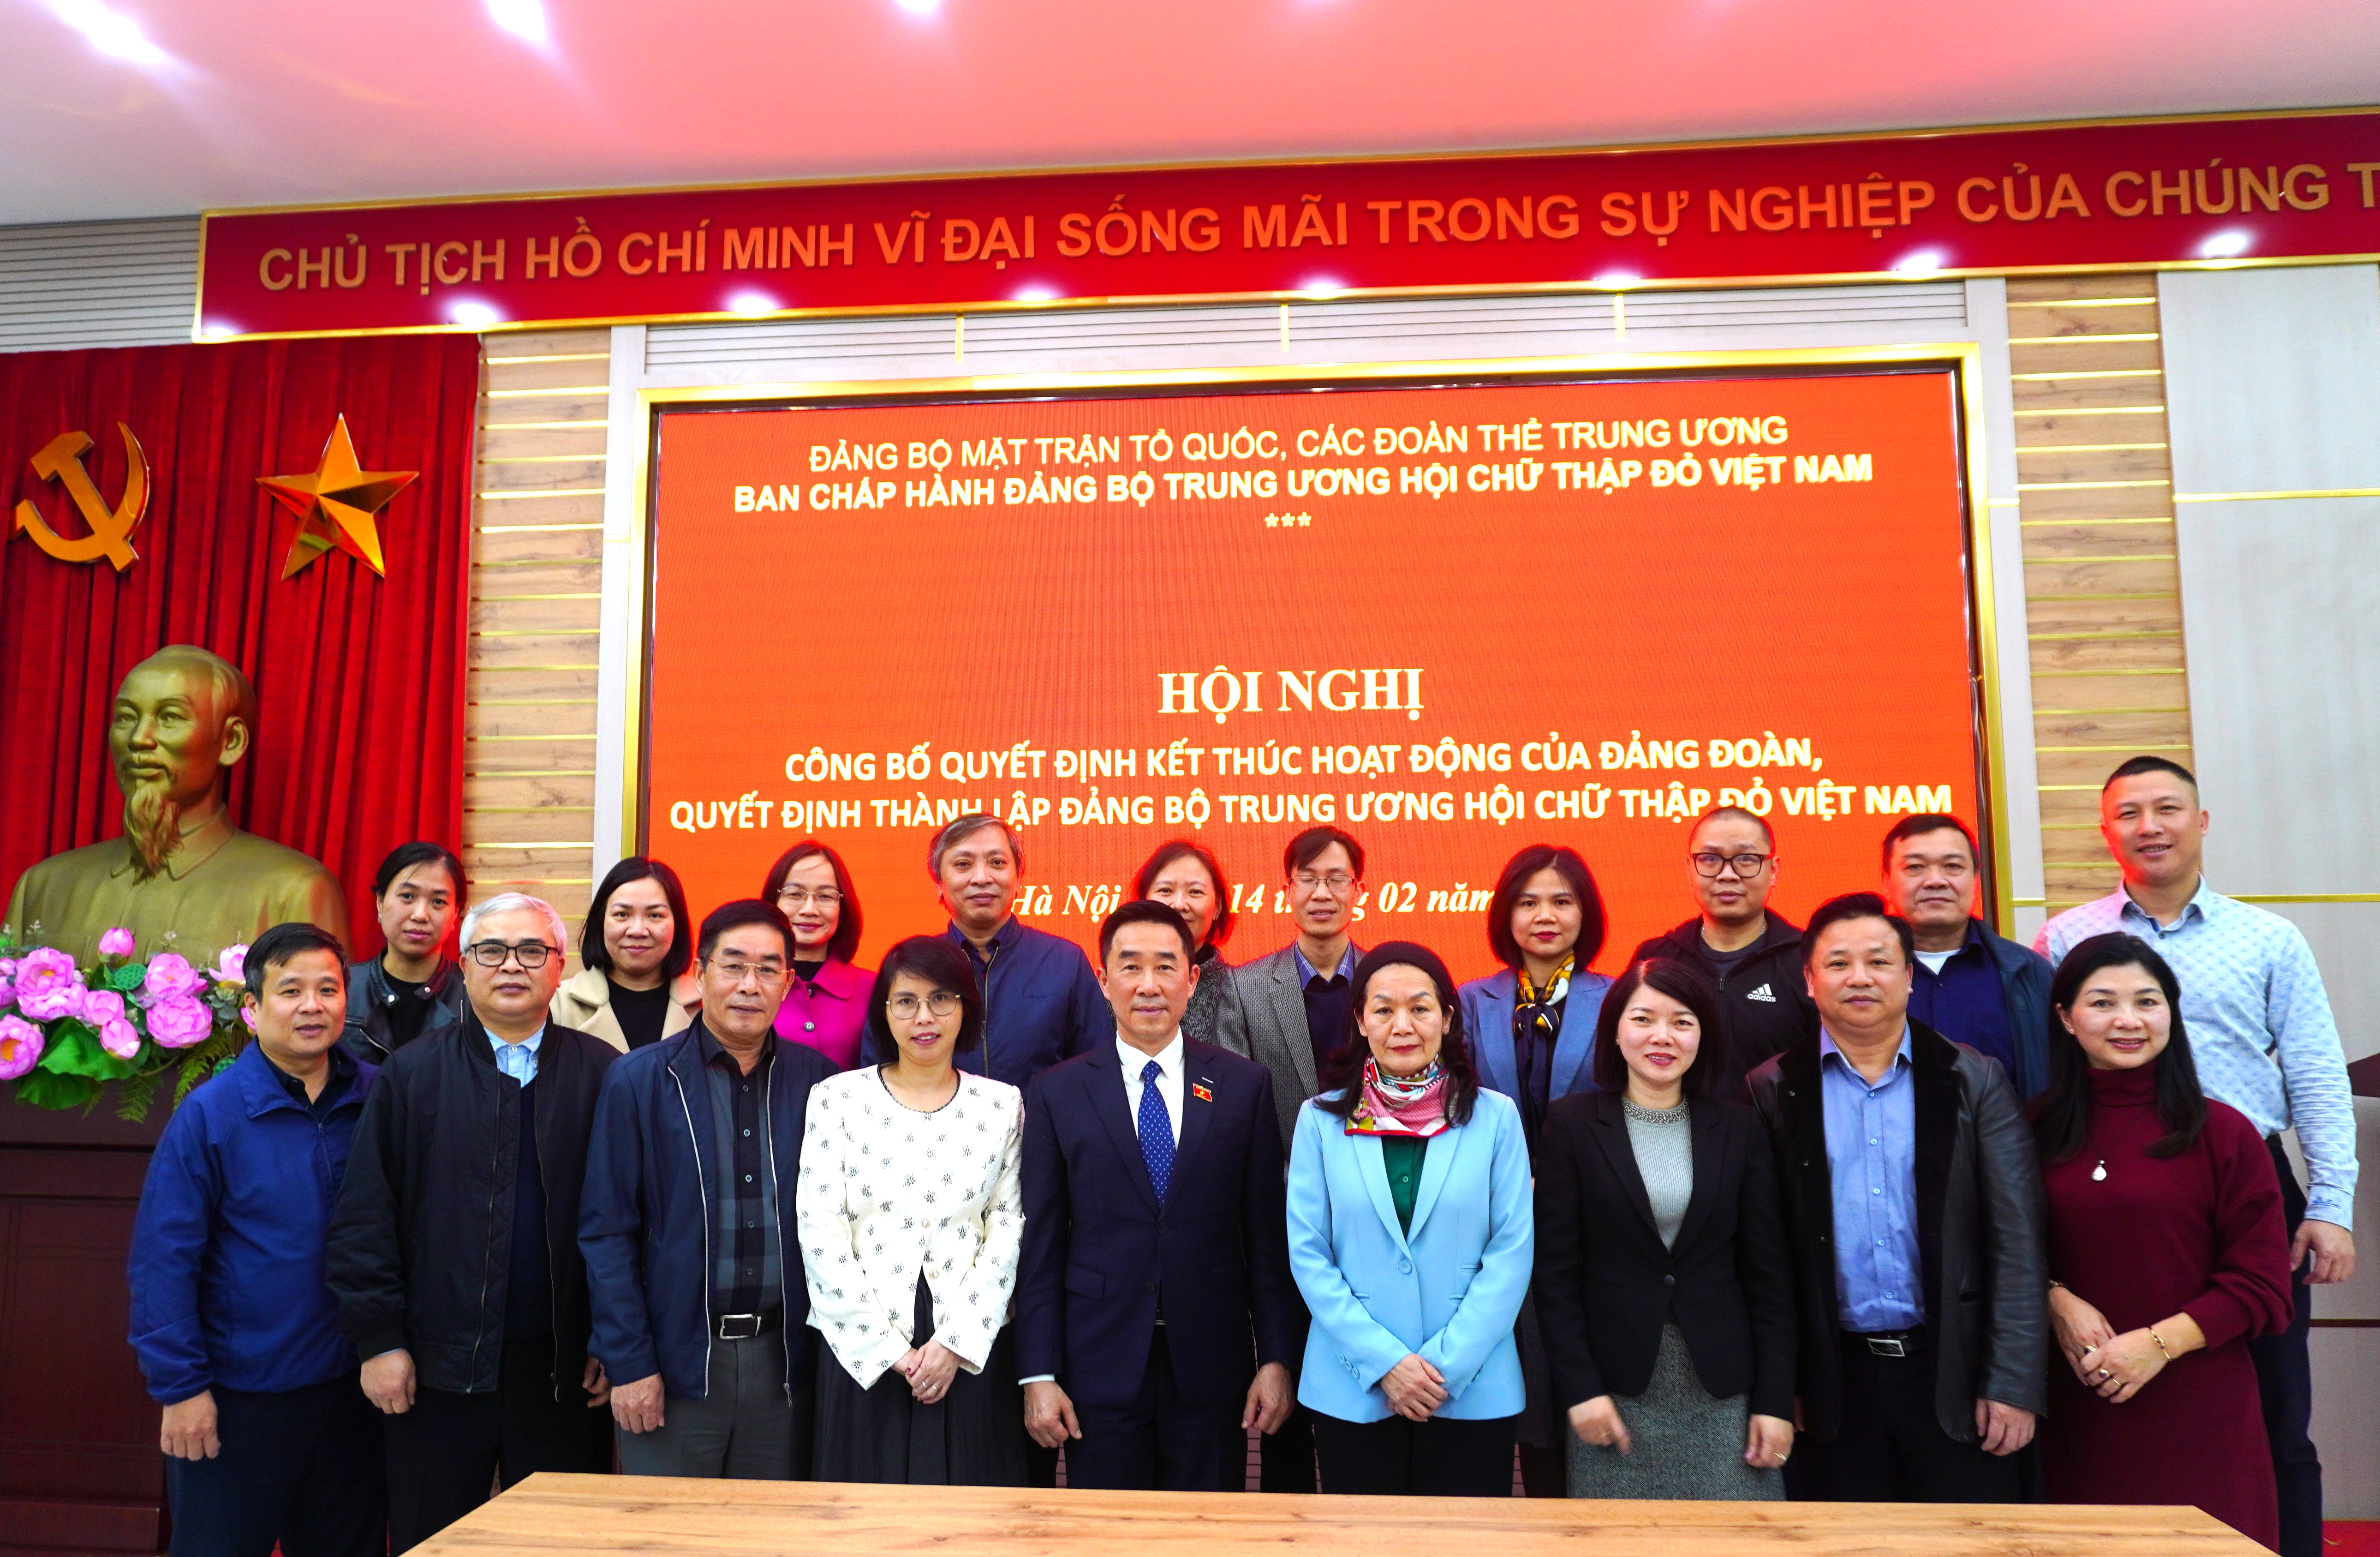 CHỦ TỊCH HỒ CHÍ MINH VĨ ĐẠI SỐNG MÃI TRONG SỰ NGHIỆP CỦA CHÚNG T
ĐẢNG BỘ MẶT TRẬN TỔ QUỐC, CÁC ĐOÀN THỂ TRUNG ƯƠNG
BAN CHẤP HÀNH ĐẢNG BỘ TRUNG ƯƠNG HỘI CHỮ THẬP ĐỎ VIỆT NAM
***
HỘI NGHỊ
CÔNG BỐ QUYẾT ĐỊNH KẾT THÚC HOẠT ĐỘNG CỦA ĐẢNG ĐOÀN,
QUYẾT ĐỊNH THÀNH LẬP ĐẢNG BỘ TRUNG ƯƠNG HỘI CHỮ THẬP ĐỎ VIỆT NAM
Hà Nội 14 02 năm
adidas